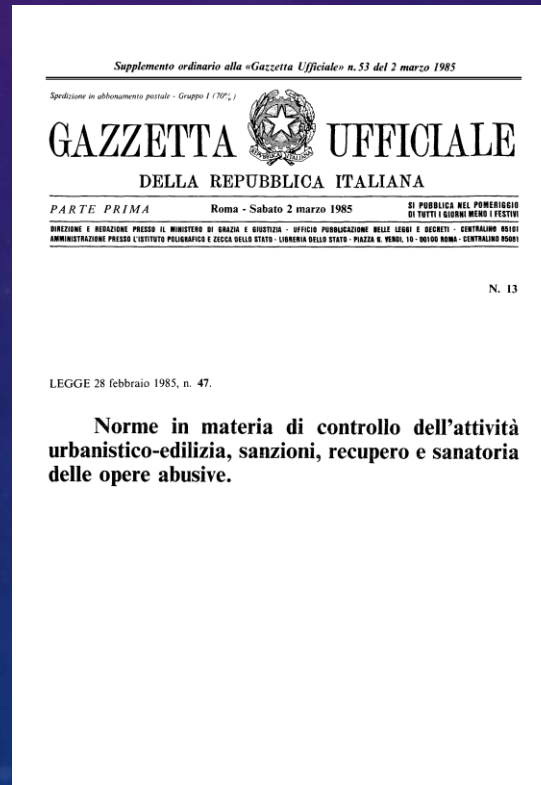 Supplemento ordinario alla «Gazzetta Ufficiale» n. 53 del 2 marzo 1985
Spedizione in abbonamento postale - Gruppo I (70%)
GAZZETTA UFFICIALE
DELLA REPUBBLICA ITALIANA
PARTE PRIMA
Roma - Sabato 2 marzo 1985
SI PUBBLICA NEL POMERIGGIO
DI TUTTI I GIORNI MENO I FESTIVI
DIREZIONE E REDAZIONE PRESSO IL MINISTERO DI GRAZIA E GIUSTIZIA - UFFICIO PUBBLICAZIONE DELLE LEGGI E DECRETI - CENTRALINO 65101
AMMINISTRAZIONE PRESSO L'ISTITUTO POLIGRAFICO E ZECCA DELLO STATO - LIBRERIA DELLO STATO - PIAZZA G. VERDI, 10 - 00100 ROMA - CENTRALINO 85081
N. 13
LEGGE 28 febbraio 1985, n. 47.
Norme in materia di controllo dell'attività
urbanistico-edilizia, sanzioni, recupero e sanatoria
delle opere abusive.